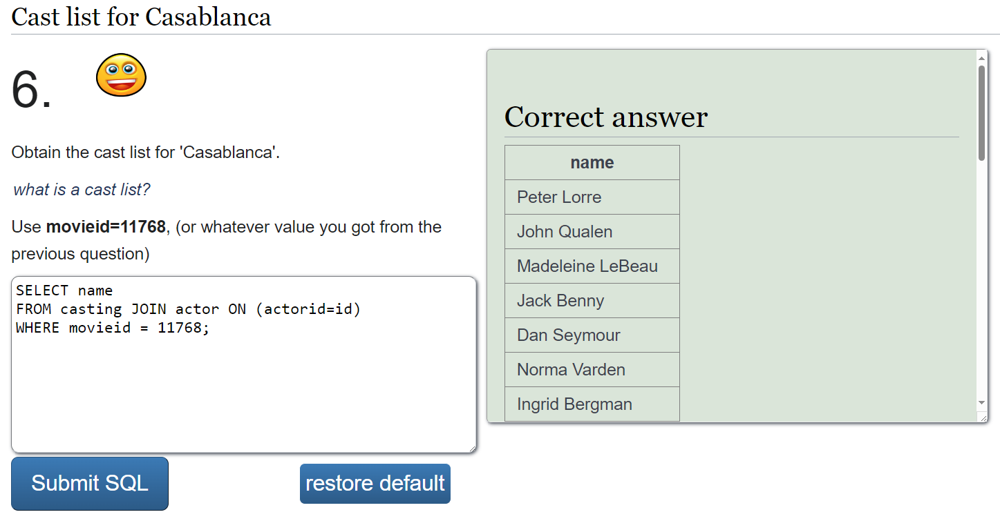 Cast list for Casablanca
6.
Obtain the cast list for 'Casablanca'.
what is a cast list?
Use movieid=11768, (or whatever value you got from the
previous question)
SELECT name
FROM casting JOIN actor ON (actorid=id)
WHERE movieid = 11768;
Submit SQL
restore default
Correct answer
name
Peter Lorre
John Qualen
Madeleine LeBeau
Jack Benny
Dan Seymour
Norma Varden
Ingrid Bergman